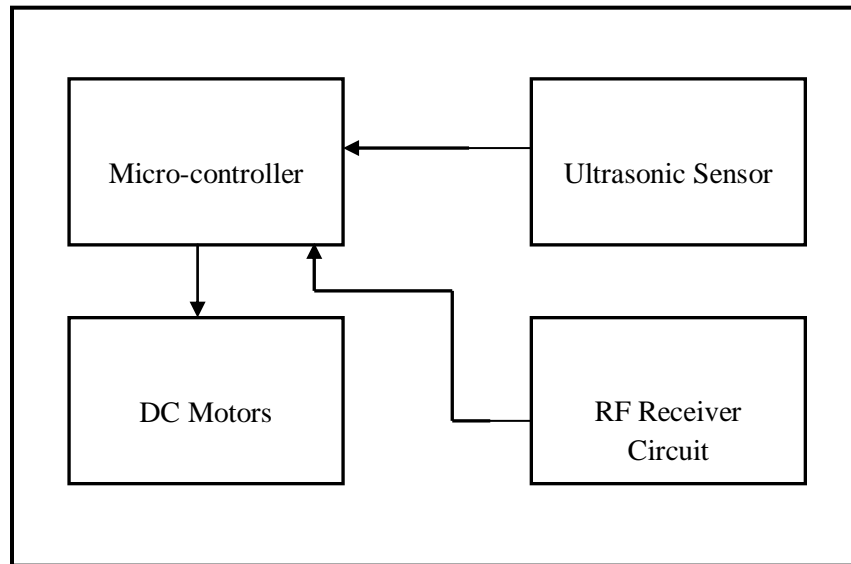 Micro-controller
Ultrasonic Sensor
DC Motors
RF Receiver
Circuit